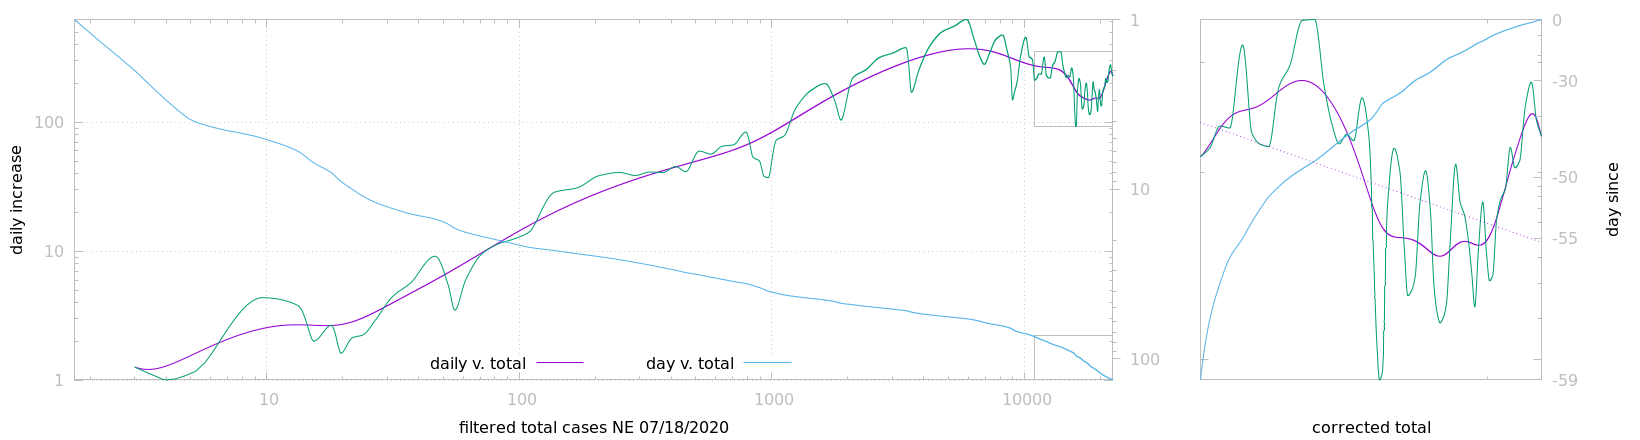 1
0
100
-30
daily increase
day since
10
-50
10
-55
daily v. total
day v. total
1
100
-59
10
100
1000
10000
filtered total cases NE 07/18/2020
corrected total